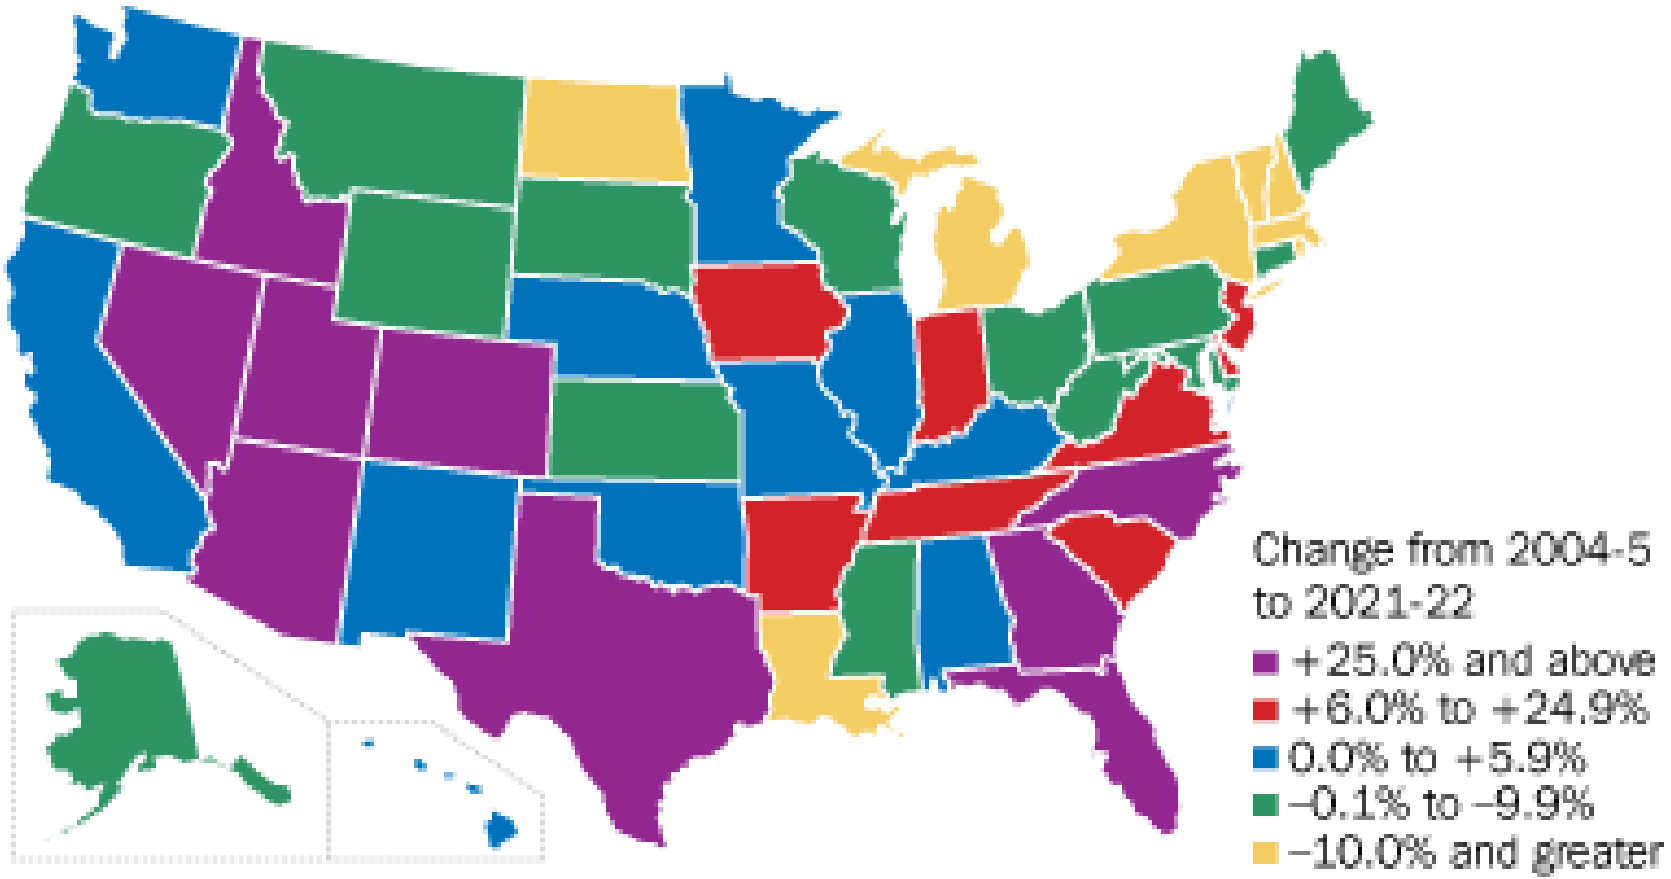 Change from 2004-5
to 2021-22
+25.0% and above
+6.0% to +24.9%
0.0% to +5.9%
–0.1% to –9.9%
–10.0% and greater